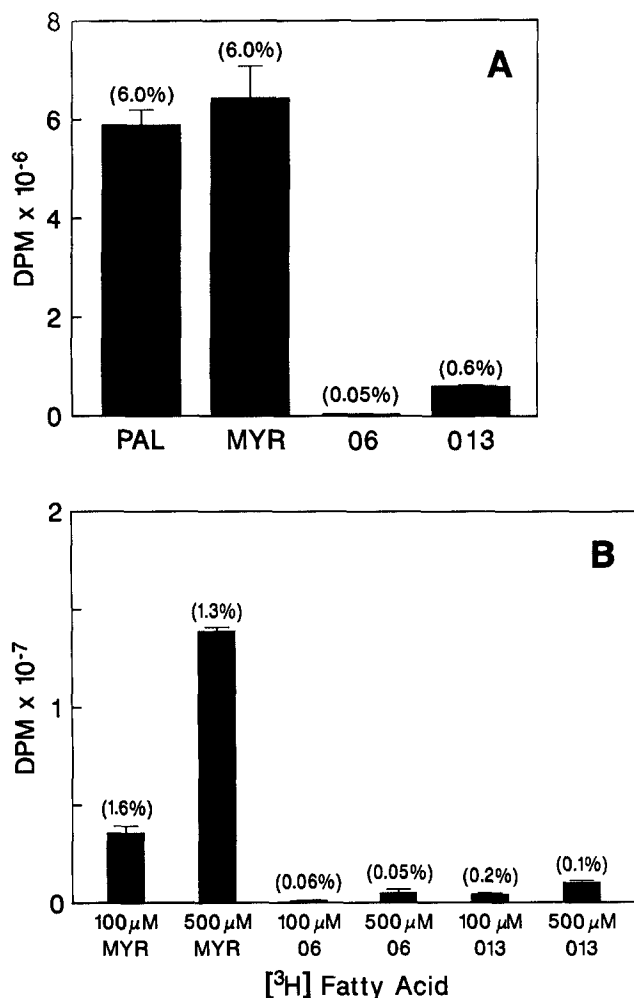 8
6
4
2
0
DPM x 10-6
A
(6.0%)
(6.0%)
(0.05%)
(0.6%)
PAL MYR 06 013
2
1
0
DPM x 10-7
B
(1.6%)
(1.3%)
(0.06%)
(0.05%)
(0.2%)
(0.1%)
100 μM 500 μM 100 μM 500 μM 100 μM 500 μM
MYR MYR 06 06 013 013
[3H] Fatty Acid